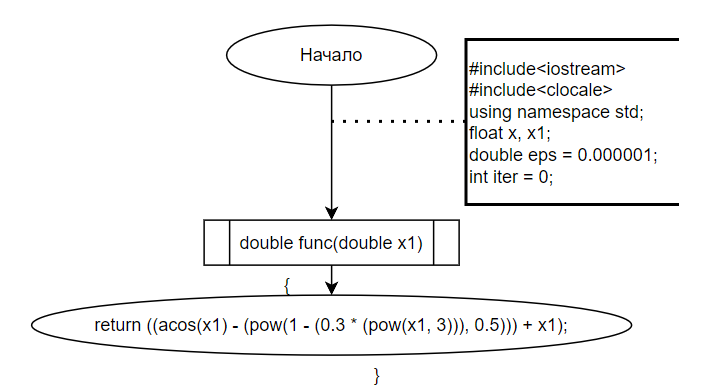 Начало
#include<iostream>
#include<clocale>
using namespace std;
float x, x1;
double eps = 0.000001;
int iter = 0;
double func(double x1)
{
return ((acos(x1) - (pow(1 - (0.3 * (pow(x1, 3))), 0.5))) + x1);
}